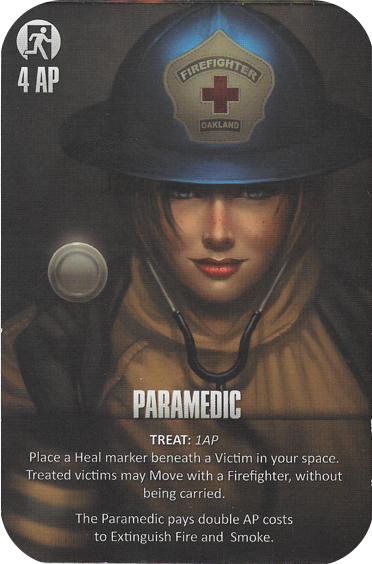 4 AP
FIREFIGHTER
OAKLAND
PARAMEDIC
TREAT: 1AP
Place a Heal marker beneath a Victim in your space.
Treated victims may Move with a Firefighter, without
being carried.
The Paramedic pays double AP costs
to Extinguish Fire and Smoke.